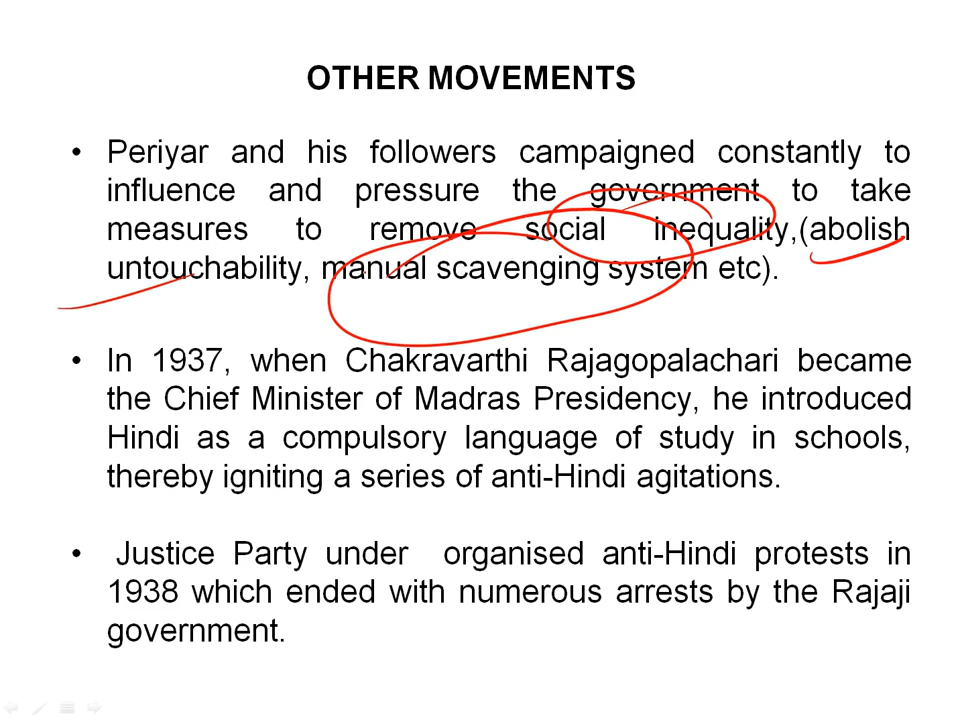 OTHER MOVEMENTS
• Periyar and his followers campaigned constantly to
influence and pressure the government to take
measures to remove social inequality,(abolish
untouchability, manual scavenging system etc).
• In 1937, when Chakravarthi Rajagopalachari became
the Chief Minister of Madras Presidency, he introduced
Hindi as a compulsory language of study in schools,
thereby igniting a series of anti-Hindi agitations.
• Justice Party under organised anti-Hindi protests in
1938 which ended with numerous arrests by the Rajaji
government.